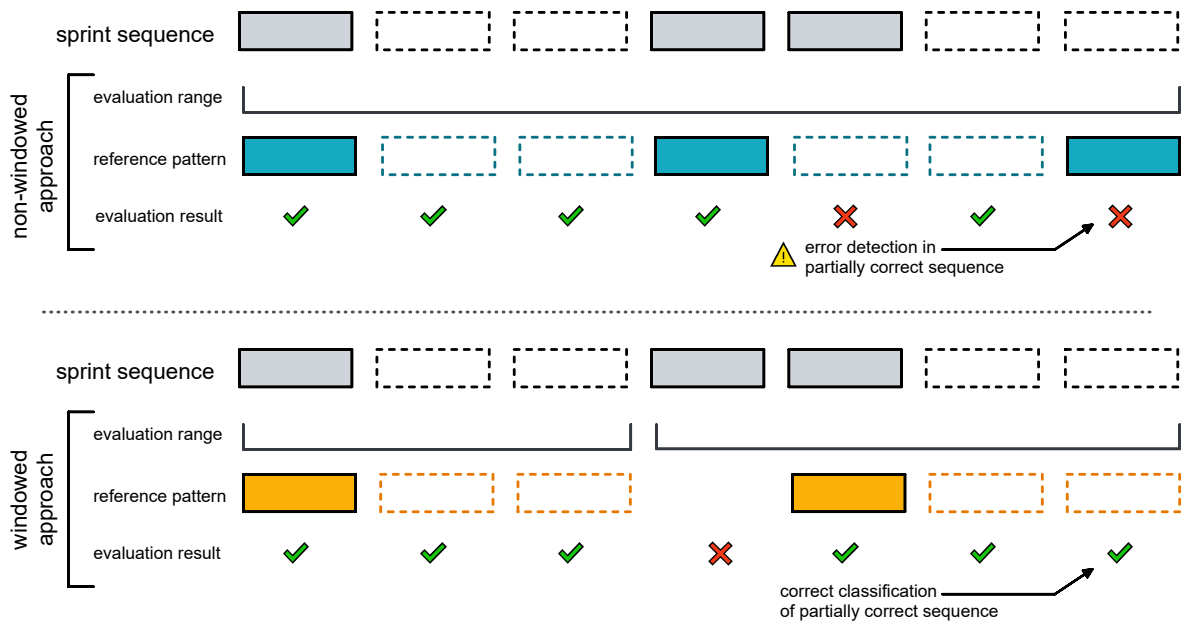 sprint sequence
non-windowed
approach
evaluation range
reference pattern
evaluation result
!
error detection in
partially correct sequence
sprint sequence
windowed
approach
evaluation range
reference pattern
evaluation result
correct classification
of partially correct sequence